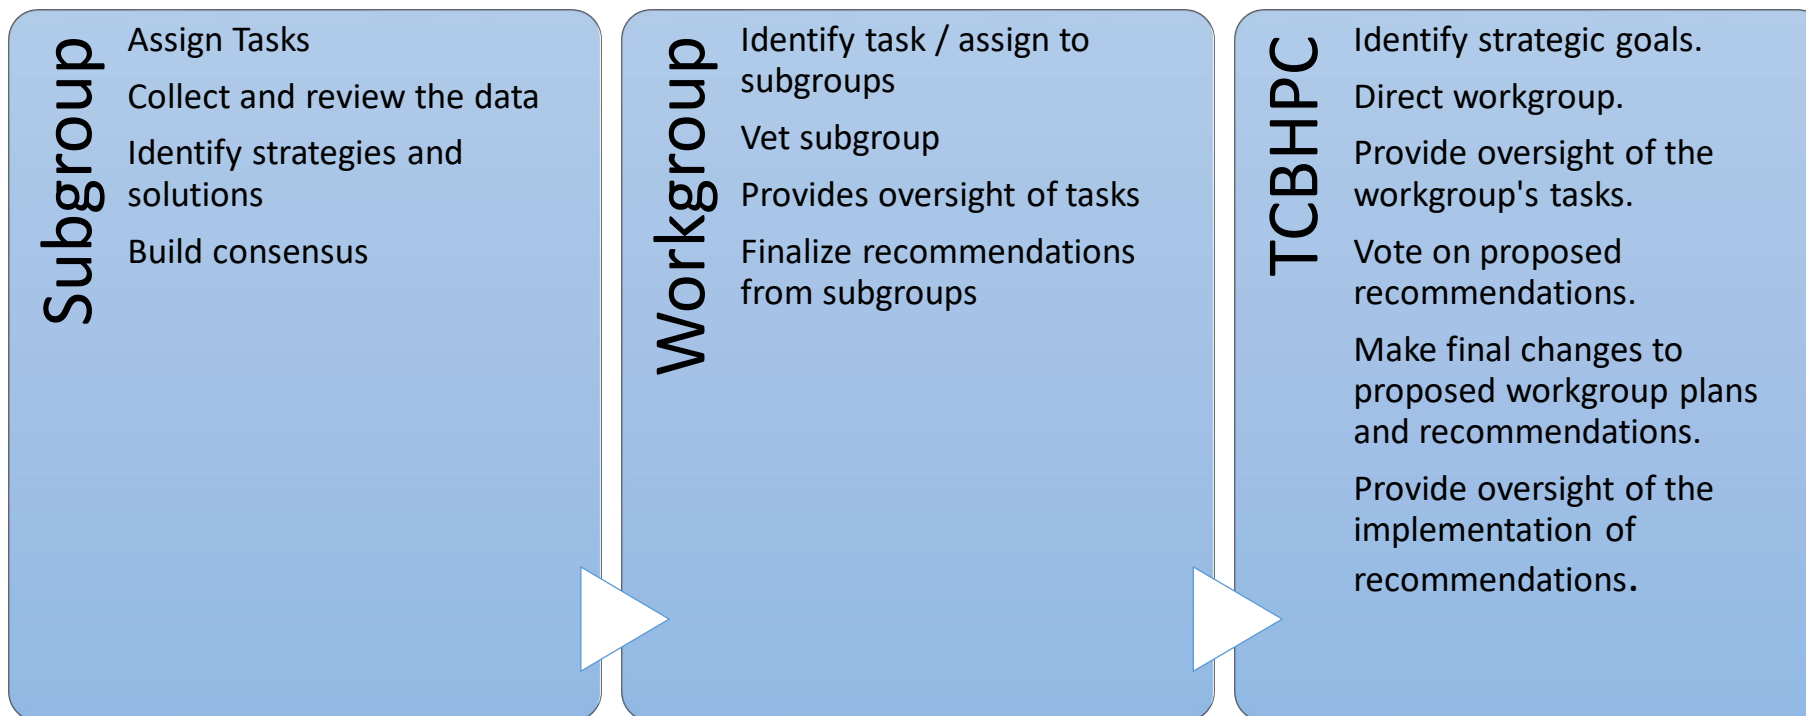 Subgroup
Assign Tasks
Collect and review the data
Identify strategies and
solutions
Build consensus
Workgroup
Identify task / assign to
subgroups
Vet subgroup
Provides oversight of tasks
Finalize recommendations
from subgroups
TCBHPC
Identify strategic goals.
Direct workgroup.
Provide oversight of the
workgroup's tasks.
Vote on proposed
recommendations.
Make final changes to
proposed workgroup plans
and recommendations.
Provide oversight of the
implementation of
recommendations.